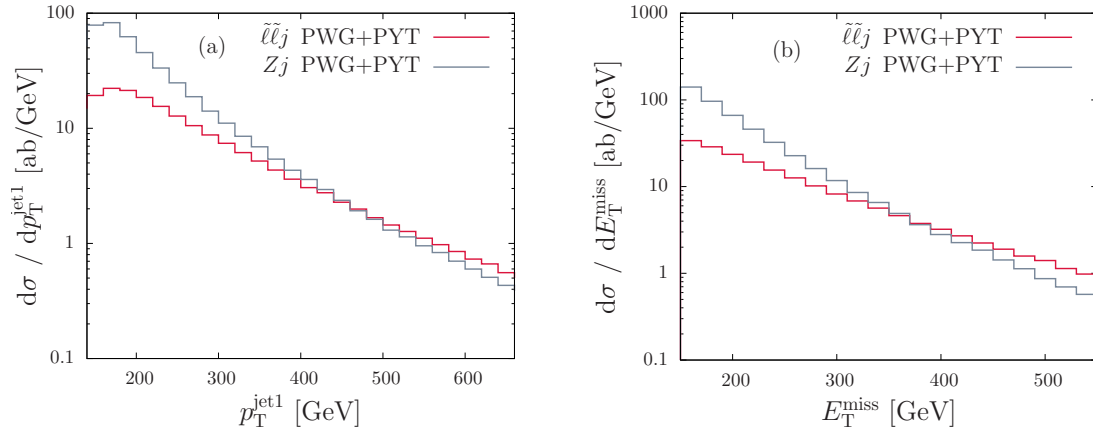 100
10
1
0.1
dσ / dp_T^jet1 [ab/GeV]
(a)
ℓ̃ℓ̃j PWG+PYT
Zj PWG+PYT
200 300 400 500 600
p_T^jet1 [GeV]
1000
100
10
1
0.1
dσ / dE_T^miss [ab/GeV]
(b)
ℓ̃ℓ̃j PWG+PYT
Zj PWG+PYT
200 300 400 500
E_T^miss [GeV]